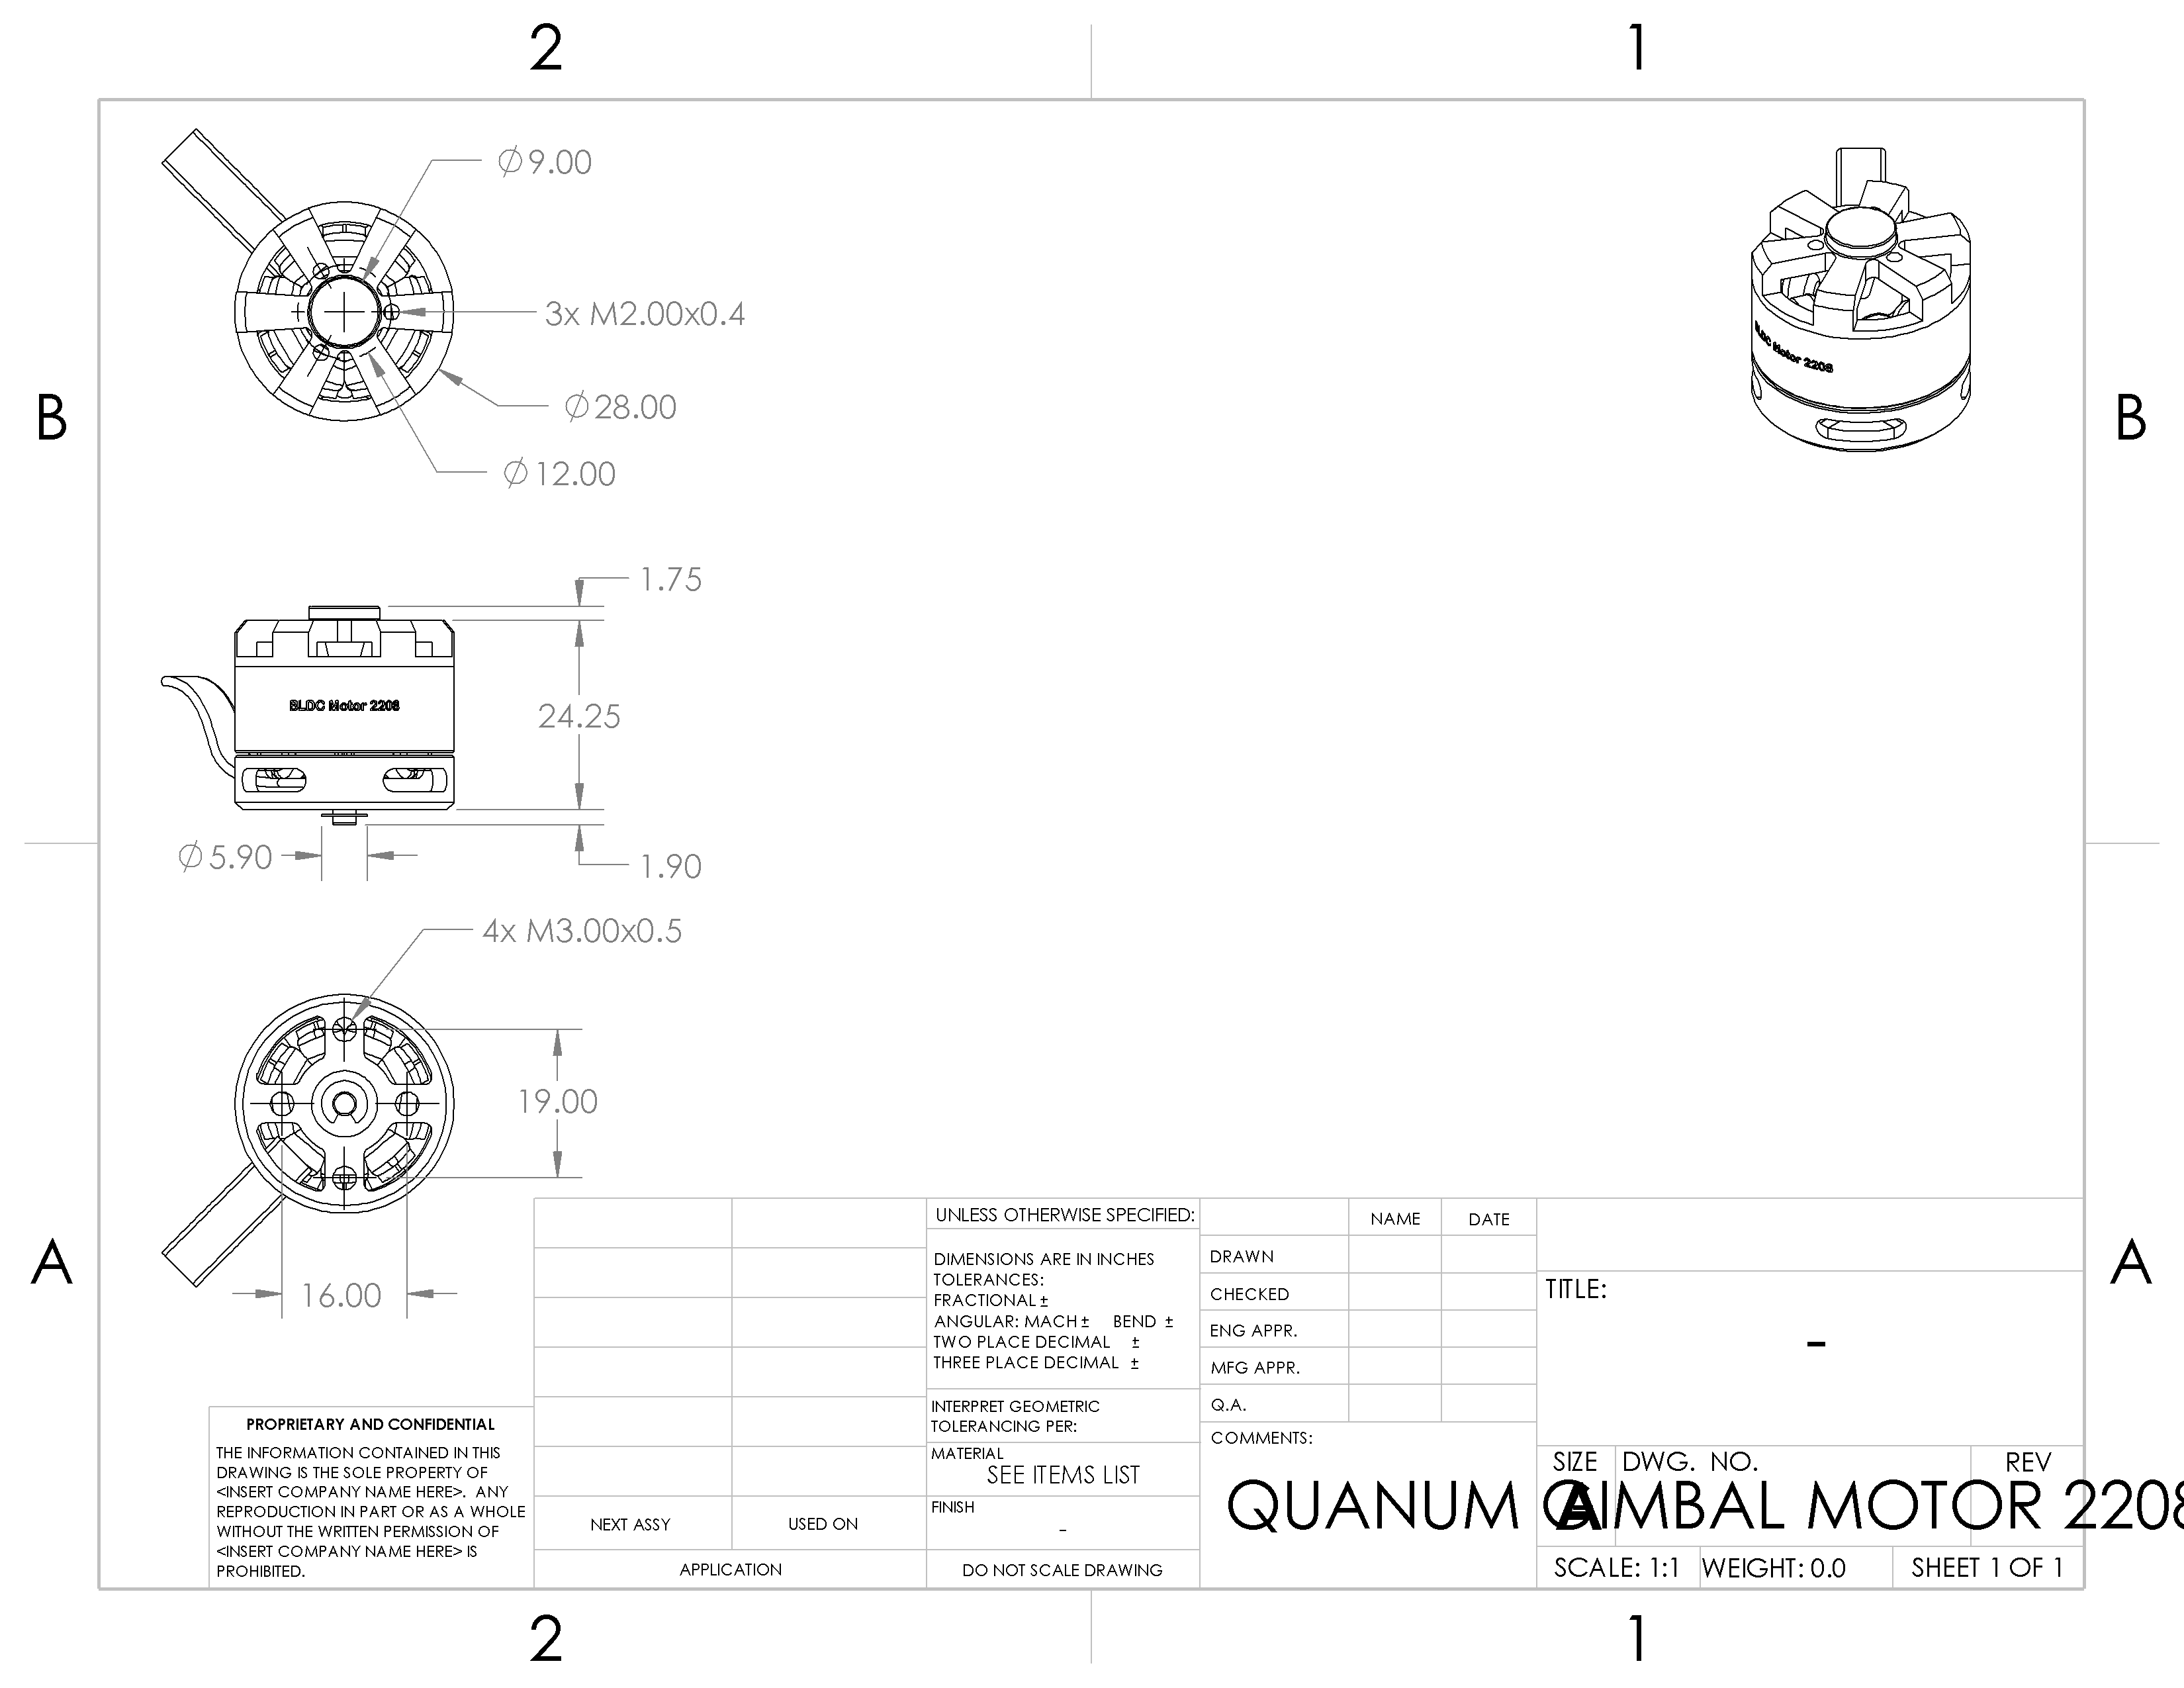 2
1
B
B
∅9.00
3x M2.00x0.4
∅28.00
∅12.00
BLDC Motor 2208
1.75
24.25
BLDC Motor 2208
∅5.90
1.90
4x M3.00x0.5
19.00
16.00
A
A
PROPRIETARY AND CONFIDENTIAL
THE INFORMATION CONTAINED IN THIS
DRAWING IS THE SOLE PROPERTY OF
<INSERT COMPANY NAME HERE>. ANY
REPRODUCTION IN PART OR AS A WHOLE
WITHOUT THE WRITTEN PERMISSION OF
<INSERT COMPANY NAME HERE> IS
PROHIBITED.
NEXT ASSY
USED ON
APPLICATION
UNLESS OTHERWISE SPECIFIED:
DIMENSIONS ARE IN INCHES
TOLERANCES:
FRACTIONAL ±
ANGULAR: MACH ± BEND ±
TWO PLACE DECIMAL ±
THREE PLACE DECIMAL ±
INTERPRET GEOMETRIC
TOLERANCING PER:
MATERIAL
SEE ITEMS LIST
FINISH
-
DO NOT SCALE DRAWING
NAME
DATE
DRAWN
CHECKED
ENG APPR.
MFG APPR.
Q.A.
COMMENTS:
TITLE:
-
SIZE
DWG. NO.
REV
A
QUANUM GIMBAL MOTOR 2208
SCALE: 1:1
WEIGHT: 0.0
SHEET 1 OF 1
2
1